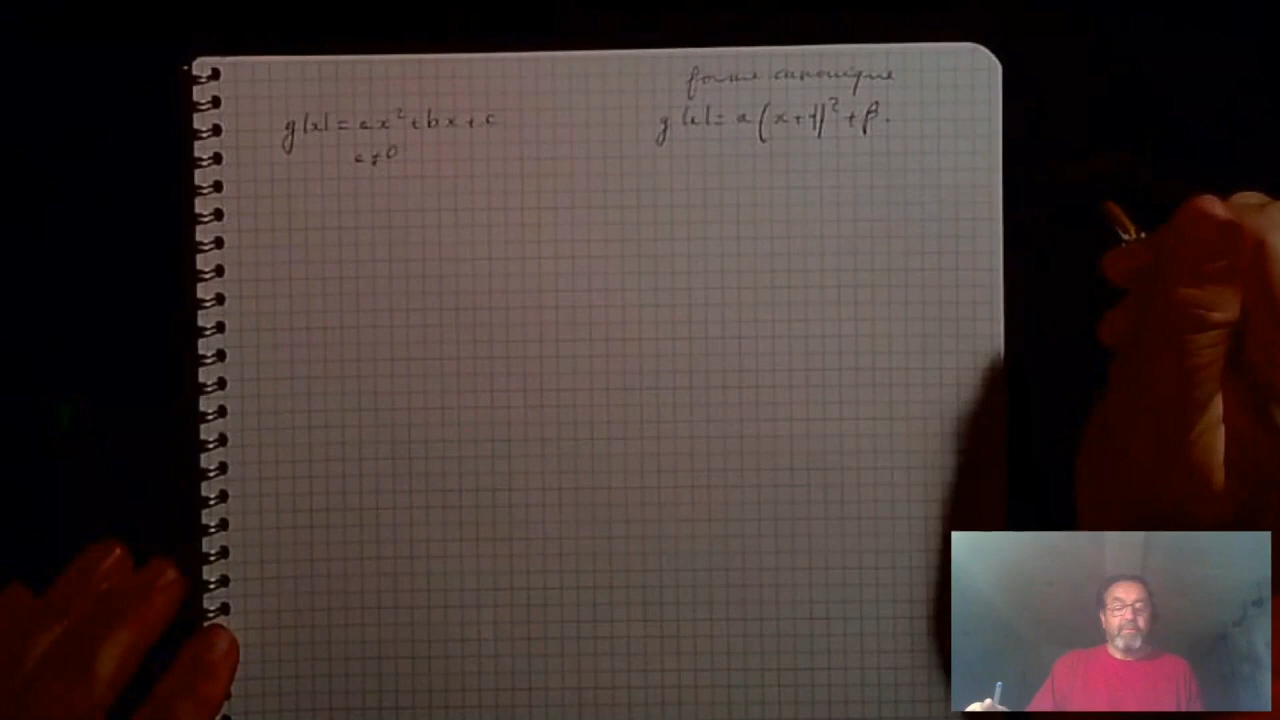 forme canonique
g(x) = ax² + bx + c
g(x) = a(x + γ)² + β.
a ≠ 0